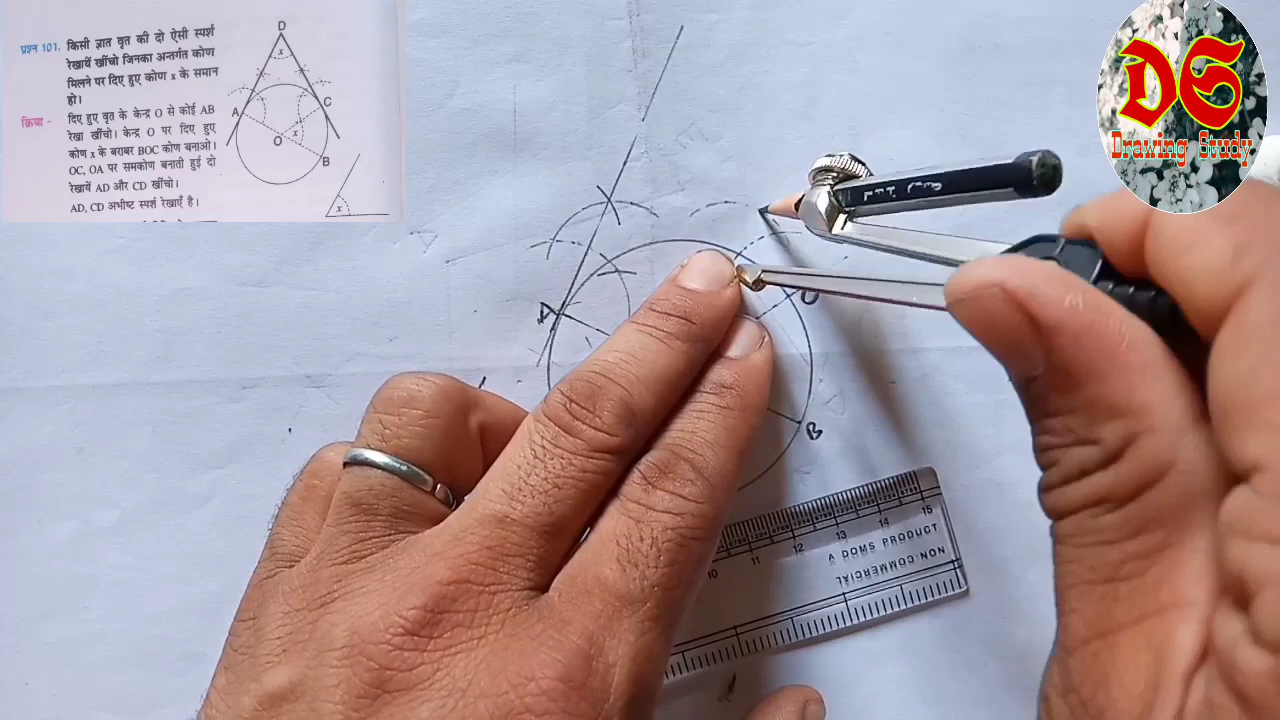 प्रश्न 101. किसी ज्ञात वृत की दो ऐसी स्पर्श
रेखायें खींचो जिनका अन्तर्गत कोण
मिलने पर दिए हुए कोण x के समान
हो।
क्रिया - दिए हुए वृत के केन्द्र O से कोई AB
रेखा खींचो। केन्द्र O पर दिए हुए
कोण x के बराबर BOC कोण बनाओ।
OC, OA पर समकोण बनाती हुई दो
रेखायें AD और CD खींचो।
AD, CD अभीष्ट स्पर्श रेखाएँ है।
D
x
A
C
x
O
B
x
DS
Drawing Study
A
B
10 11 12 13 14 15
A DOMS PRODUCT
NON-COMMERCIAL